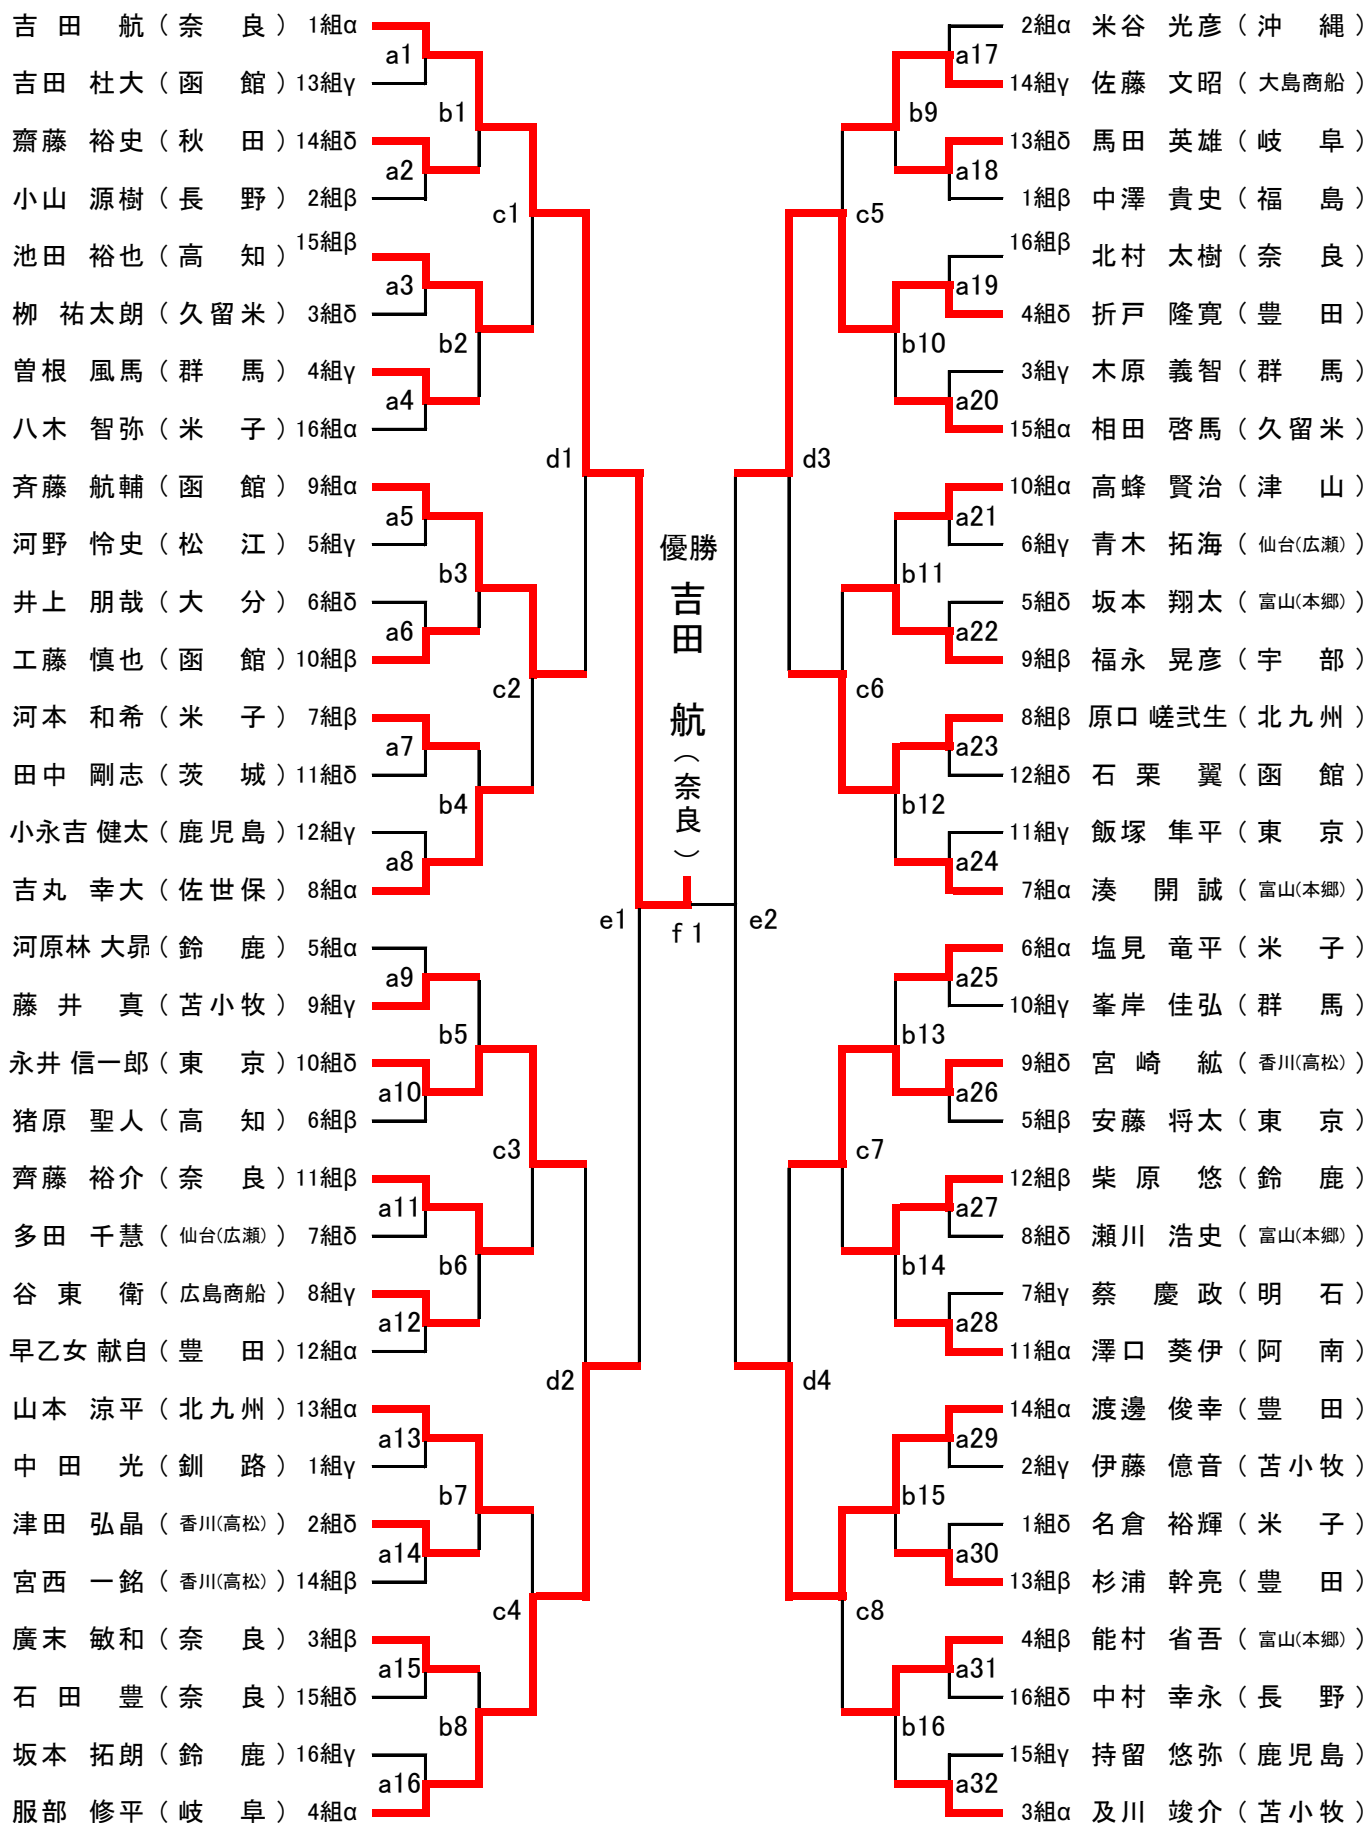 吉田 航（奈 良）1組α
a1
吉田 杜大（函 館）13組γ
b1
齋藤 裕史（秋 田）14組δ
a2
小山 源樹（長 野）2組β
c1
池田 裕也（高 知）15組β
a3
栁 祐太朗（久留米）3組δ
b2
曽根 風馬（群 馬）4組γ
a4
八木 智弥（米 子）16組α
d1
斉藤 航輔（函 館）9組α
a5
河野 怜史（松 江）5組γ
b3
井上 朋哉（大 分）6組δ
a6
工藤 慎也（函 館）10組β
c2
河本 和希（米 子）7組β
a7
田中 剛志（茨 城）11組δ
b4
小永吉 健太（鹿児島）12組γ
a8
吉丸 幸大（佐世保）8組α
e1
河原林 大昴（鈴 鹿）5組α
a9
藤井 真（苫小牧）9組γ
b5
永井 信一郎（東 京）10組δ
a10
猪原 聖人（高 知）6組β
c3
齊藤 裕介（奈 良）11組β
a11
多田 千慧（仙台(広瀬)）7組δ
b6
谷東 衛（広島商船）8組γ
a12
早乙女 献自（豊 田）12組α
d2
山本 涼平（北九州）13組α
a13
中田 光（釧 路）1組γ
b7
津田 弘晶（香川(高松)）2組δ
a14
宮西 一銘（香川(高松)）14組β
c4
廣末 敏和（奈 良）3組β
a15
石田 豊（奈 良）15組δ
b8
坂本 拓朗（鈴 鹿）16組γ
a16
服部 修平（岐 阜）4組α
優勝
吉田 航（奈良）
f1
2組α 米谷 光彦（沖 縄）
a17
14組γ 佐藤 文昭（大島商船）
b9
13組δ 馬田 英雄（岐 阜）
a18
1組β 中澤 貴史（福 島）
c5
16組β 北村 太樹（奈 良）
a19
4組δ 折戸 隆寛（豊 田）
b10
3組γ 木原 義智（群 馬）
a20
15組α 相田 啓馬（久留米）
d3
10組α 高蜂 賢治（津 山）
a21
6組γ 青木 拓海（仙台(広瀬)）
b11
5組δ 坂本 翔太（富山(本郷)）
a22
9組β 福永 晃彦（宇 部）
c6
8組β 原口 嵯弐生（北九州）
a23
12組δ 石栗 翼（函 館）
b12
11組γ 飯塚 隼平（東 京）
a24
7組α 湊 開誠（富山(本郷)）
e2
6組α 塩見 竜平（米 子）
a25
10組γ 峯岸 佳弘（群 馬）
b13
9組δ 宮崎 紘（香川(高松)）
a26
5組β 安藤 将太（東 京）
c7
12組β 柴原 悠（鈴 鹿）
a27
8組δ 瀬川 浩史（富山(本郷)）
b14
7組γ 蔡 慶政（明 石）
a28
11組α 澤口 葵伊（阿 南）
d4
14組α 渡邊 俊幸（豊 田）
a29
2組γ 伊藤 億音（苫小牧）
b15
1組δ 名倉 裕輝（米 子）
a30
13組β 杉浦 幹亮（豊 田）
c8
4組β 能村 省吾（富山(本郷)）
a31
16組δ 中村 幸永（長 野）
b16
15組γ 持留 悠弥（鹿児島）
a32
3組α 及川 竣介（苫小牧）